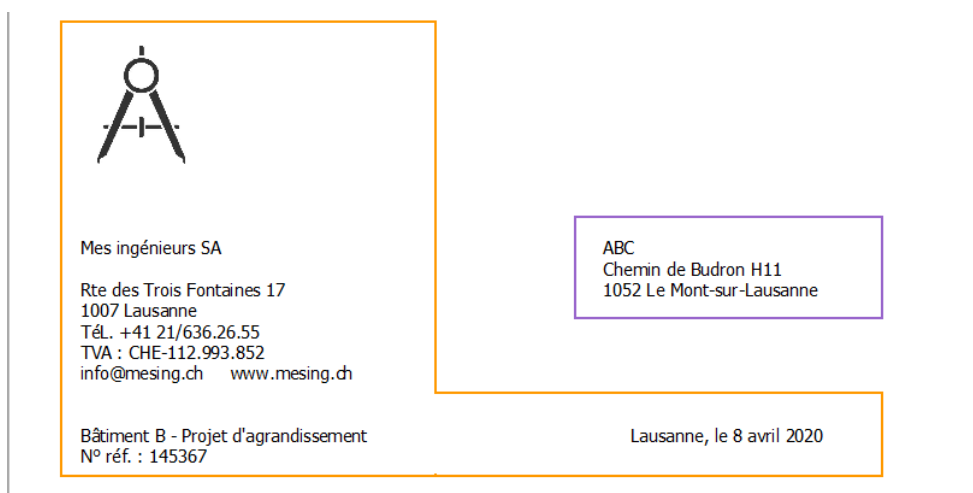 Mes ingénieurs SA
Rte des Trois Fontaines 17
1007 Lausanne
TéL. +41 21/636.26.55
TVA : CHE-112.993.852
info@mesing.ch www.mesing.ch
ABC
Chemin de Budron H11
1052 Le Mont-sur-Lausanne
Bâtiment B - Projet d'agrandissement
N° réf. : 145367
Lausanne, le 8 avril 2020